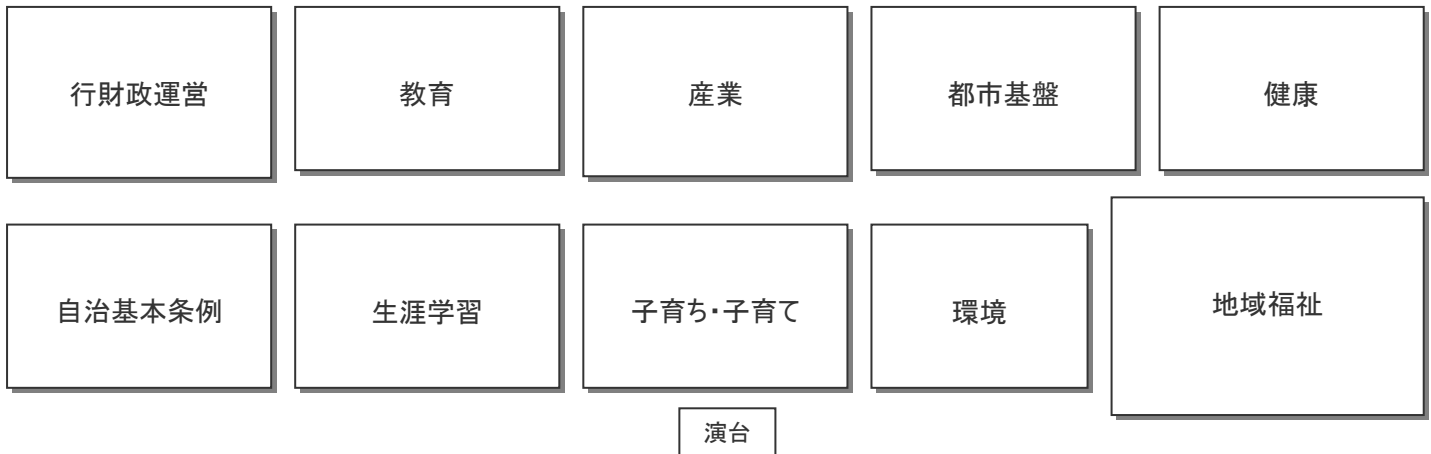 行財政運営
教育
産業
都市基盤
健康
自治基本条例
生涯学習
子育ち・子育て
環境
地域福祉
演台